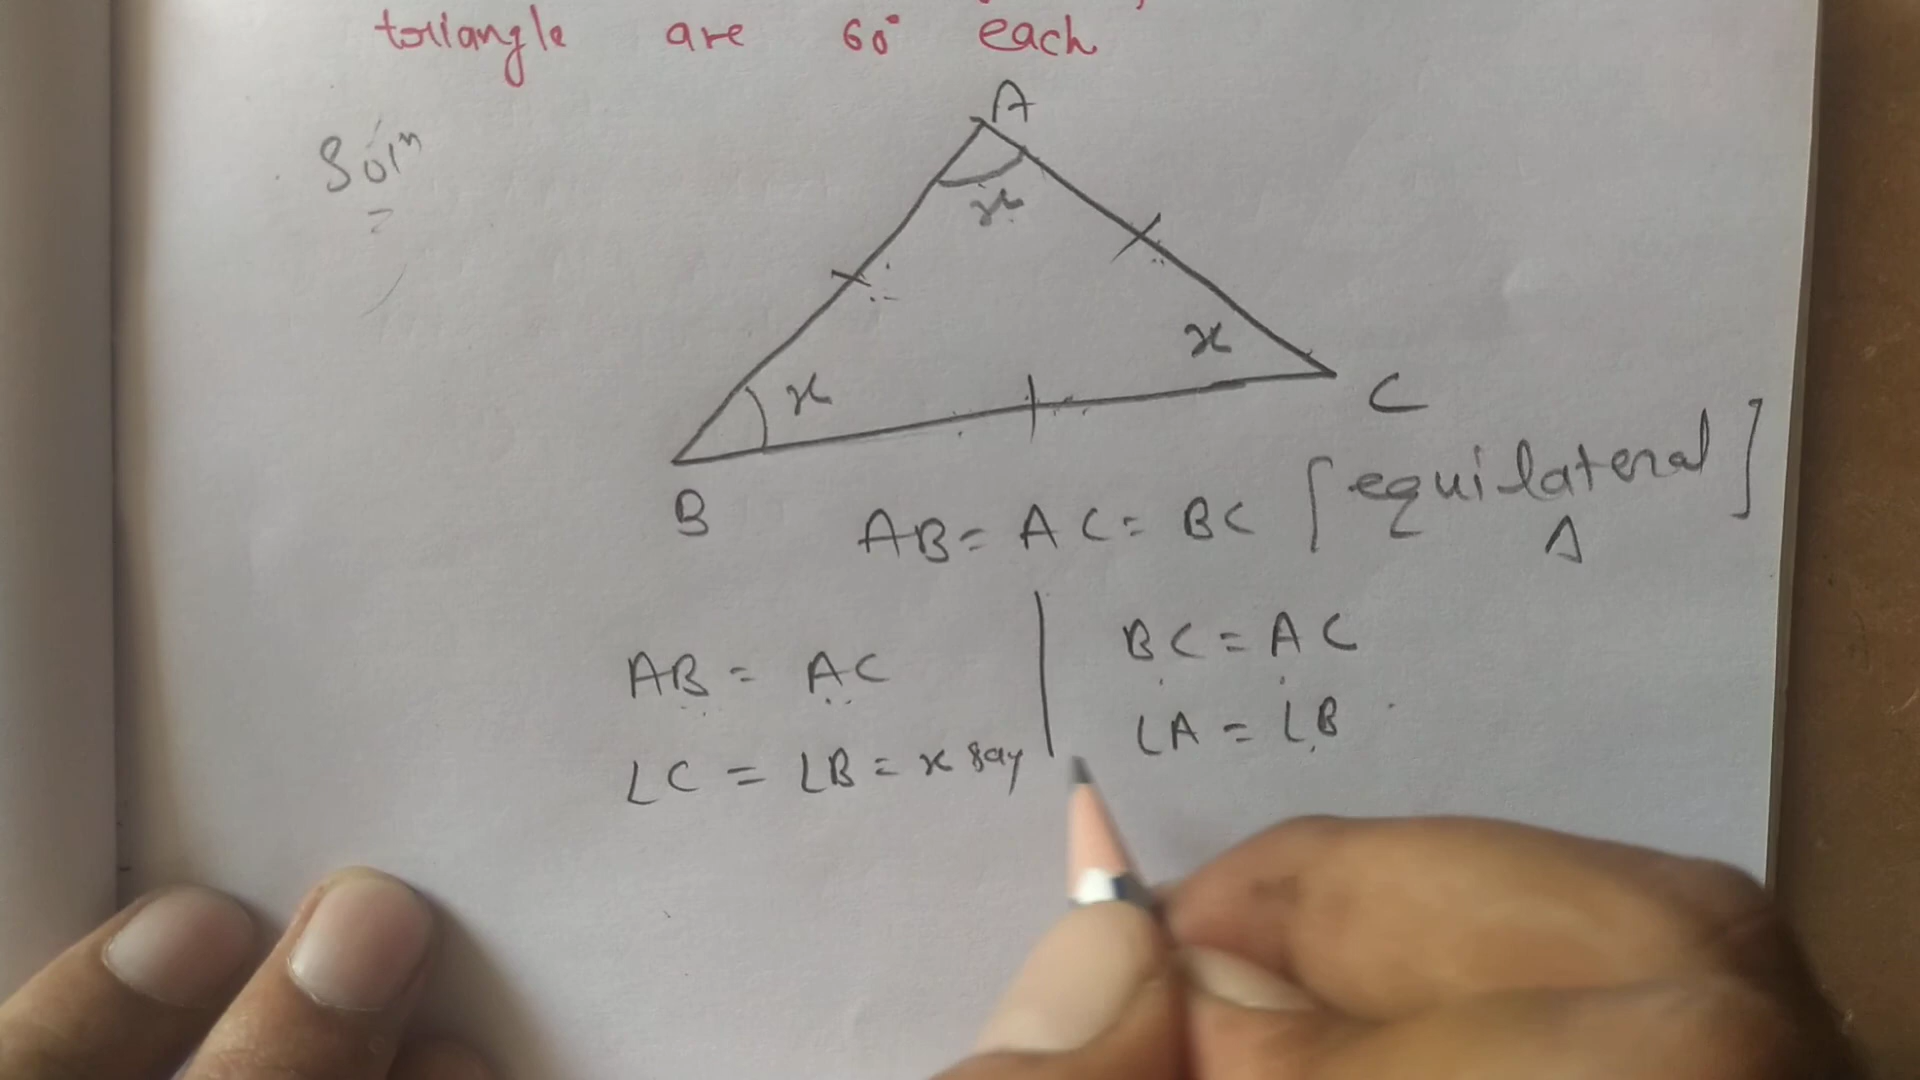 triangle are 60° each
Solⁿ
A
x
x
x
C
B
AB = AC = BC [equilateral]
Δ
AB = AC
BC = AC
∠C = ∠B = x say
∠A = ∠B